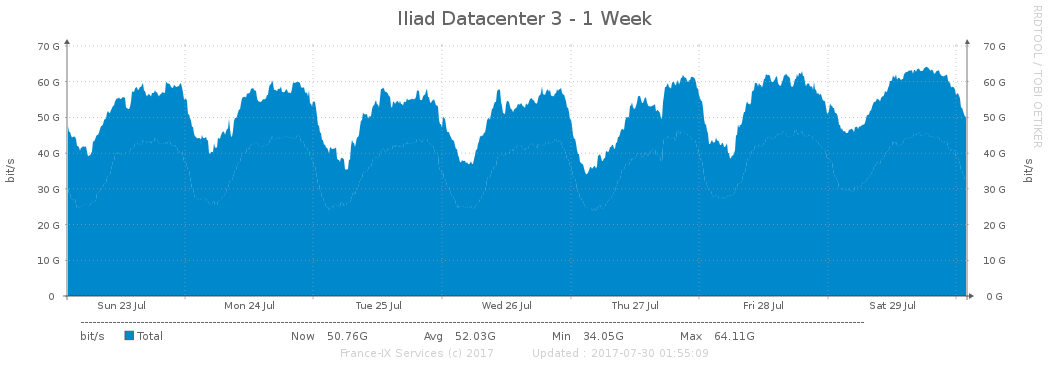 Iliad Datacenter 3 - 1 Week
RRDTOOL / TOBI OETIKER
bit/s
70 G
60 G
50 G
40 G
30 G
20 G
10 G
0
70 G
60 G
50 G
40 G
30 G
20 G
10 G
0 G
bit/s
Sun 23 Jul Mon 24 Jul Tue 25 Jul Wed 26 Jul Thu 27 Jul Fri 28 Jul Sat 29 Jul
bit/s Total Now 50.76G Avg 52.03G Min 34.05G Max 64.11G
France-IX Services (c) 2017 Updated : 2017-07-30 01:55:09